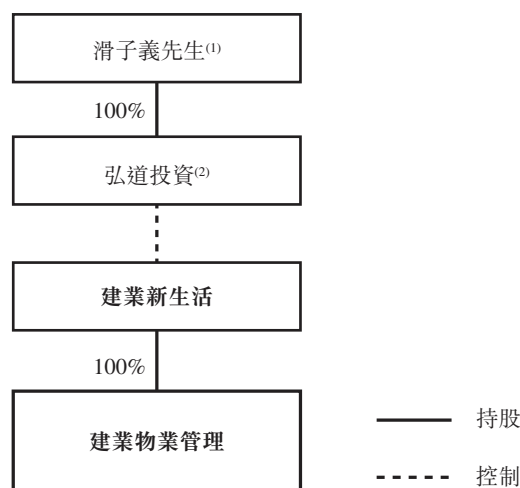 滑子義先生(1)
100%
弘道投資(2)
建業新生活
100%
建業物業管理
持股
控制